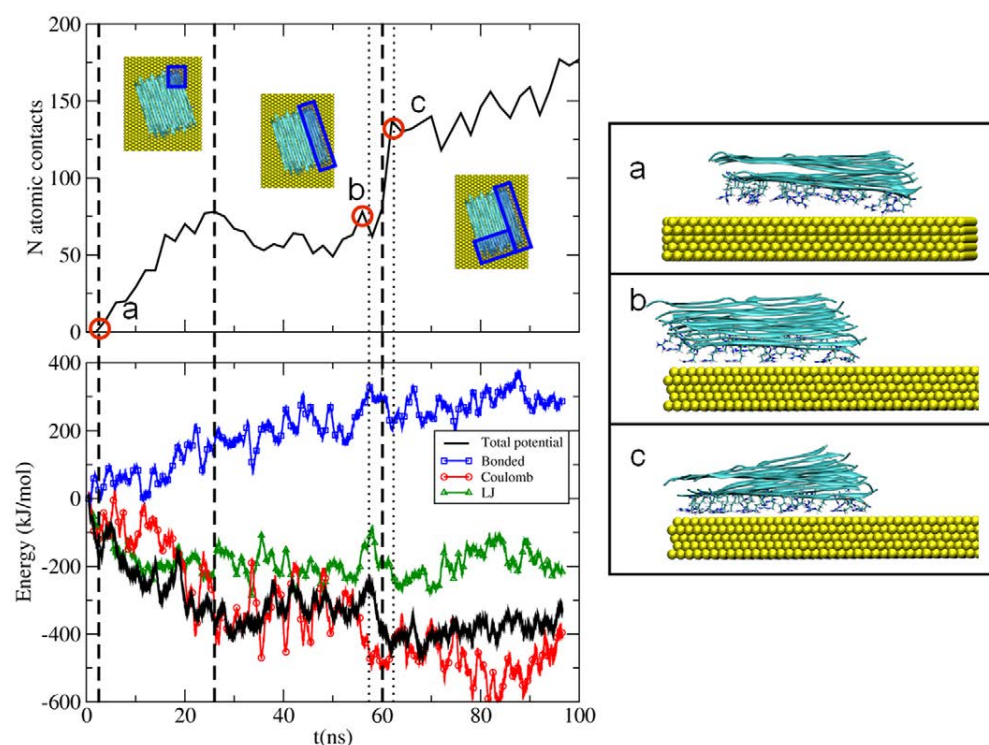 200
150
100
50
0
N atomic contacts
a
b
c
400
200
0
-200
-400
-600
Energy (kJ/mol)
Total potential
Bonded
Coulomb
LJ
0 20 40 60 80 100
t(ns)
a
b
c